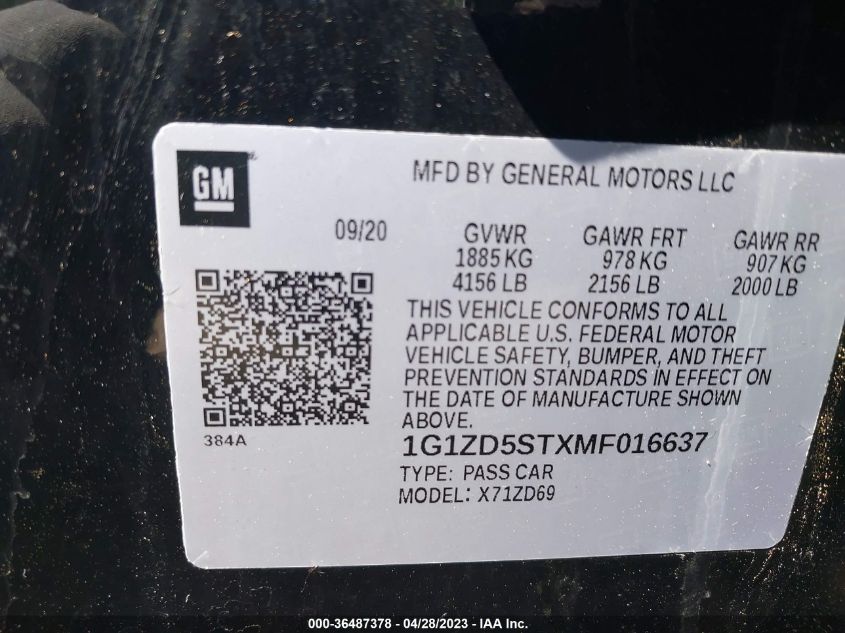 GM
MFD BY GENERAL MOTORS LLC
09/20
GVWR GAWR FRT GAWR RR
1885 KG 978 KG 907 KG
4156 LB 2156 LB 2000 LB
THIS VEHICLE CONFORMS TO ALL
APPLICABLE U.S. FEDERAL MOTOR
VEHICLE SAFETY, BUMPER, AND THEFT
PREVENTION STANDARDS IN EFFECT ON
THE DATE OF MANUFACTURE SHOWN
ABOVE.
384A
1G1ZD5STXMF016637
TYPE: PASS CAR
MODEL: X71ZD69
000-36487378 - 04/28/2023 - IAA Inc.